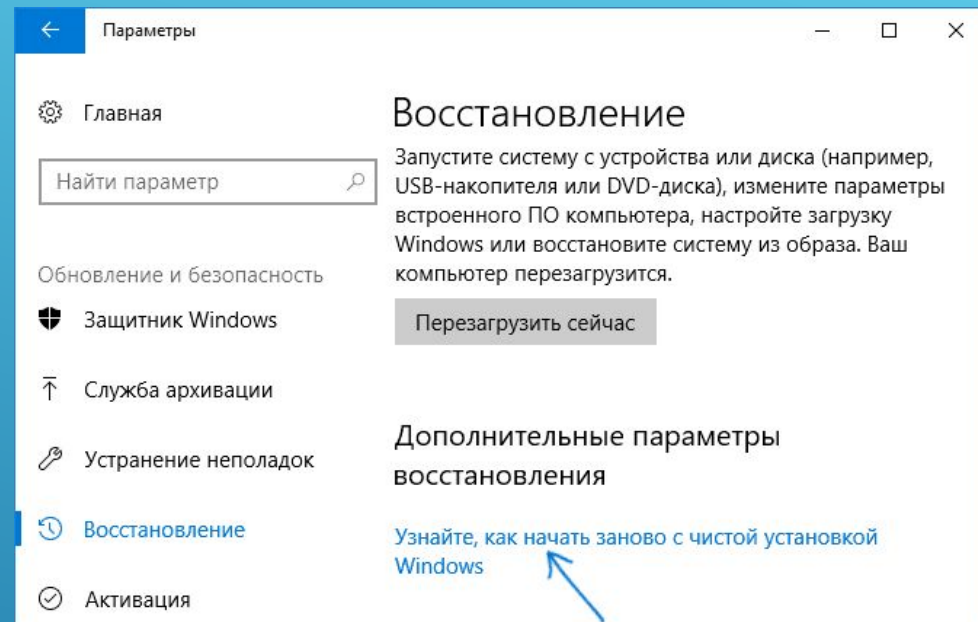 Параметры
Главная
Найти параметр
Обновление и безопасность
Защитник Windows
Служба архивации
Устранение неполадок
Восстановление
Активация
Восстановление
Запустите систему с устройства или диска (например,
USB-накопителя или DVD-диска), измените параметры
встроенного ПО компьютера, настройте загрузку
Windows или восстановите систему из образа. Ваш
компьютер перезагрузится.
Перезагрузить сейчас
Дополнительные параметры
восстановления
Узнайте, как начать заново с чистой установкой
Windows